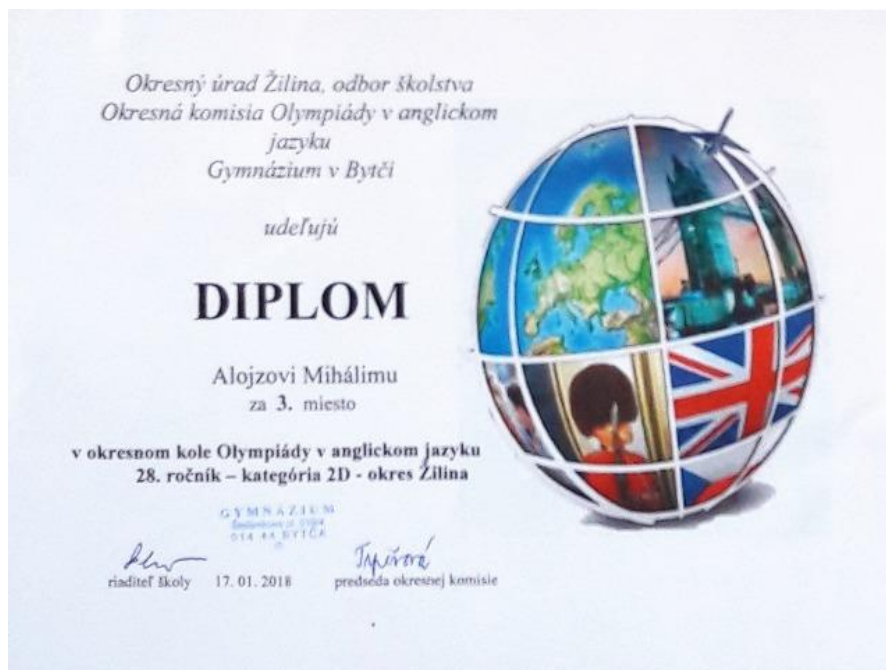 Okresný úrad Žilina, odbor školstva
Okresná komisia Olympiády v anglickom
jazyku
Gymnázium v Bytči
udeľujú
DIPLOM
Alojzovi Mihálimu
za 3. miesto
v okresnom kole Olympiády v anglickom jazyku
28. ročník – kategória 2D - okres Žilina
GYMNÁZIUM
014 44 BYTČA
riaditeľ školy 17. 01. 2018 predseda okresnej komisie